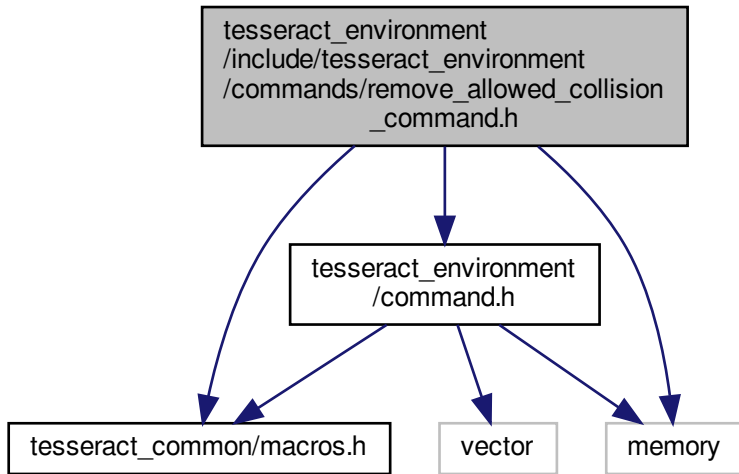 tesseract_environment
/include/tesseract_environment
/commands/remove_allowed_collision
_command.h
tesseract_environment
/command.h
tesseract_common/macros.h
vector
memory